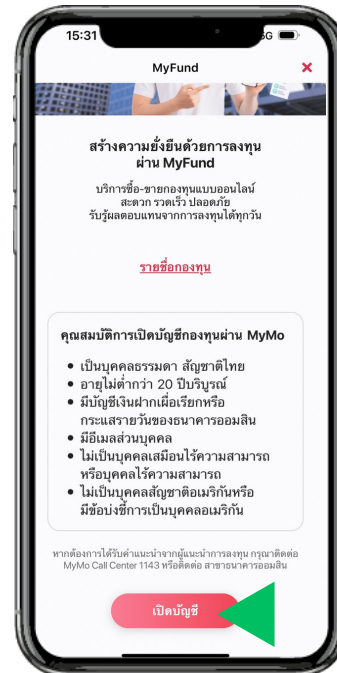 15:31
5G
MyFund
สร้างความยั่งยืนด้วยการลงทุน
ผ่าน MyFund
บริการซื้อ-ขายกองทุนแบบออนไลน์
สะดวก รวดเร็ว ปลอดภัย
รับรู้ผลตอบแทนจากการลงทุนได้ทุกวัน
รายชื่อกองทุน
คุณสมบัติการเปิดบัญชีกองทุนผ่าน MyMo
• เป็นบุคคลธรรมดา สัญชาติไทย
• อายุไม่ต่ำกว่า 20 ปีบริบูรณ์
• มีบัญชีเงินฝากเผื่อเรียกหรือ
กระแสรายวันของธนาคารออมสิน
• มีอีเมลส่วนบุคคล
• ไม่เป็นบุคคลเสมือนไร้ความสามารถ
หรือบุคคลไร้ความสามารถ
• ไม่เป็นบุคคลสัญชาติอเมริกันหรือ
มีข้อบ่งชี้การเป็นบุคคลอเมริกัน
หากต้องการได้รับคำแนะนำจากผู้แนะนำการลงทุน กรุณาติดต่อ
MyMo Call Center 1143 หรือติดต่อ สาขาธนาคารออมสิน
เปิดบัญชี